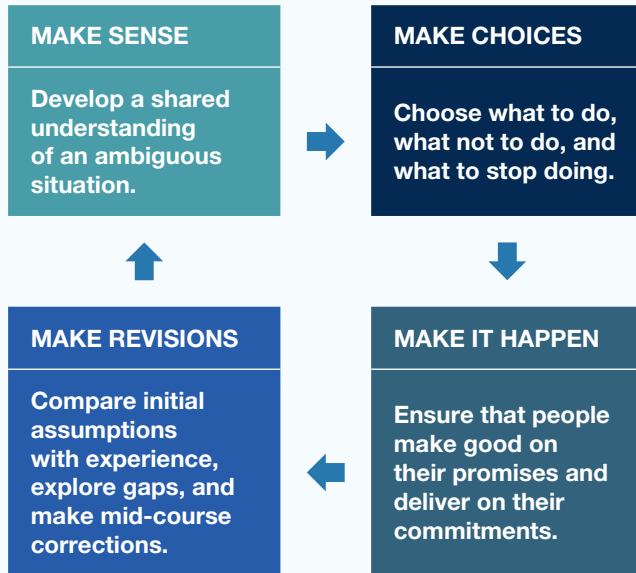 MAKE SENSE
Develop a shared
understanding
of an ambiguous
situation.
MAKE CHOICES
Choose what to do,
what not to do, and
what to stop doing.
MAKE REVISIONS
Compare initial
assumptions
with experience,
explore gaps, and
make mid-course
corrections.
MAKE IT HAPPEN
Ensure that people
make good on
their promises and
deliver on their
commitments.